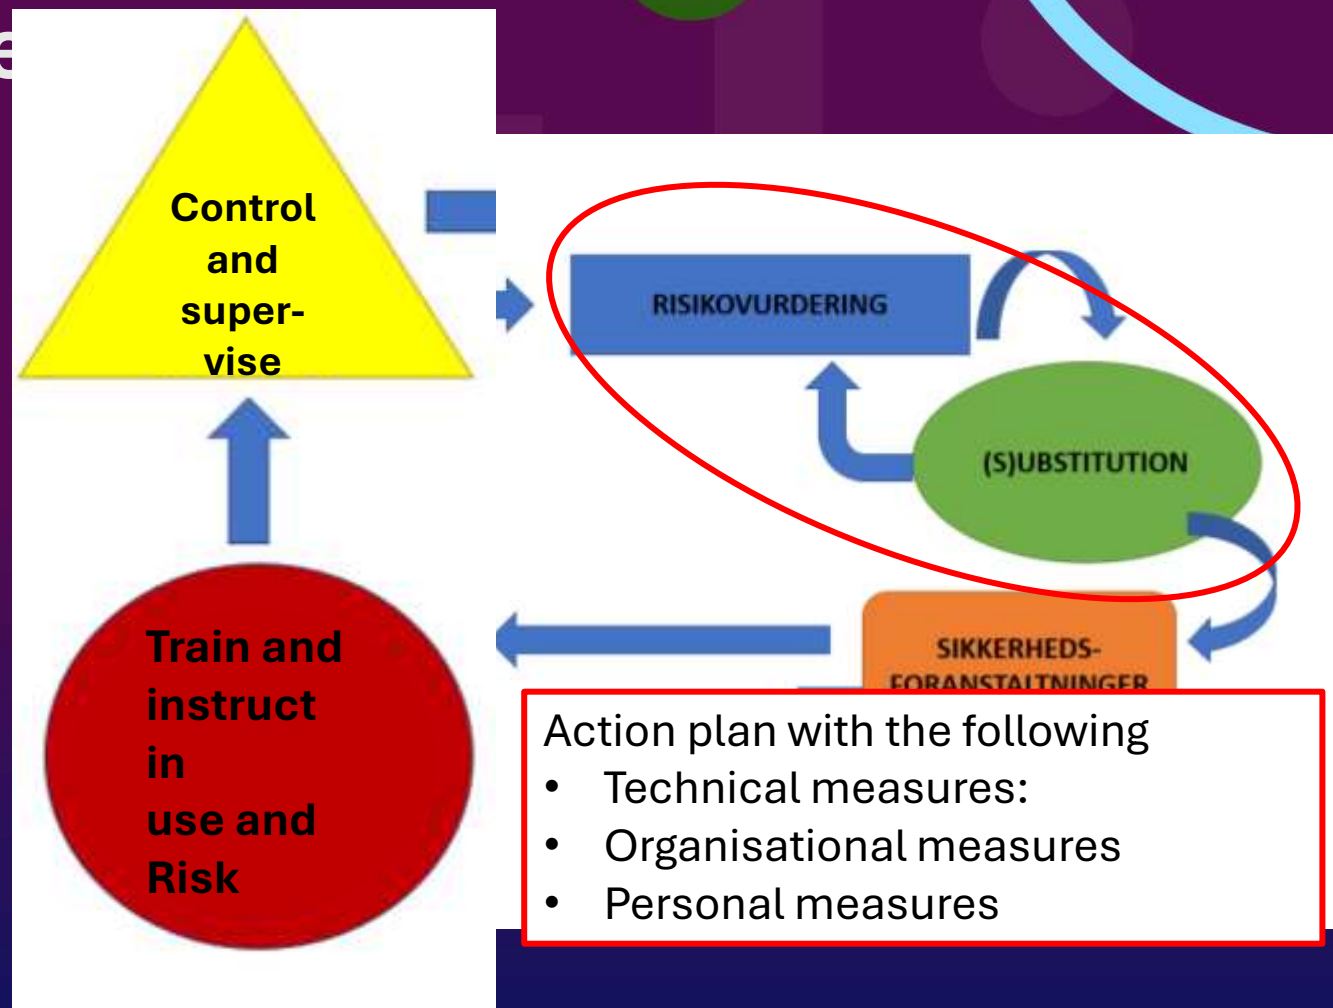 Control
and
super-
vise
RISIKOVURDERING
(S)UBSTITUTION
SIKKERHEDS-
FORANSTALTNINGER
Train and
instruct
in
use and
Risk
Action plan with the following
• Technical measures:
• Organisational measures
• Personal measures